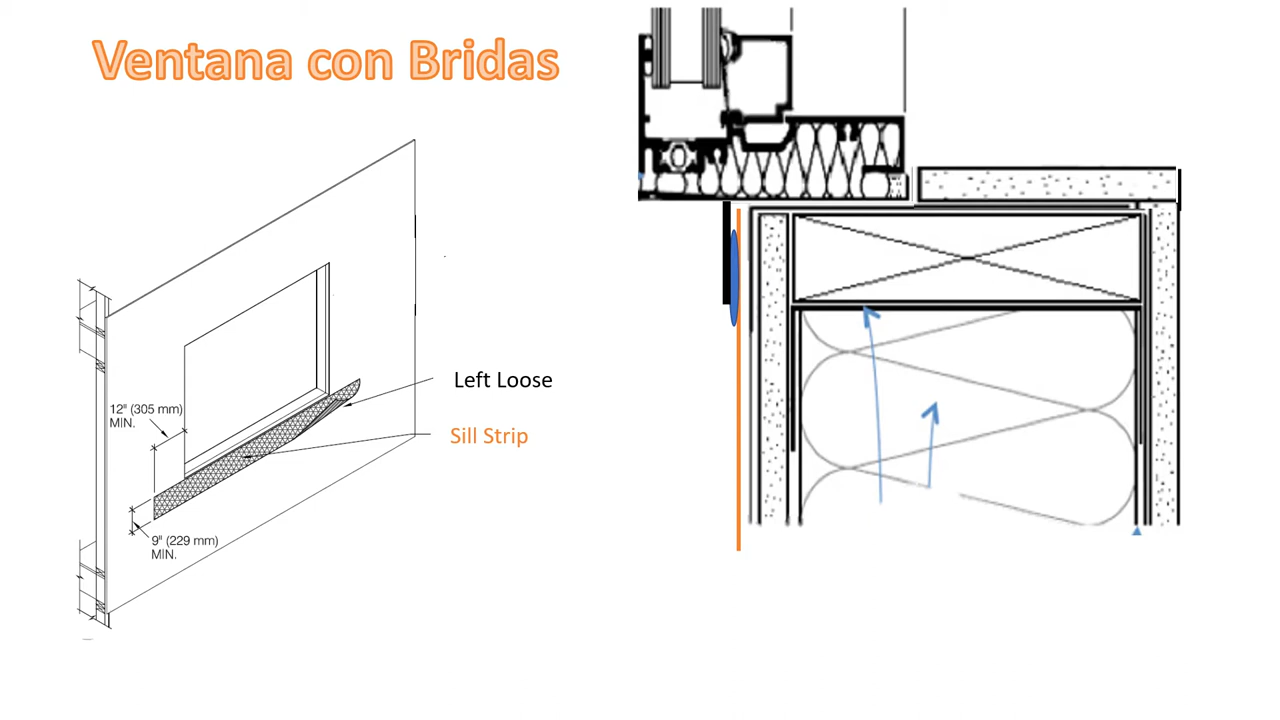 Ventana con Bridas
Left Loose
12" (305 mm)
MIN.
Sill Strip
9" (229 mm)
MIN.